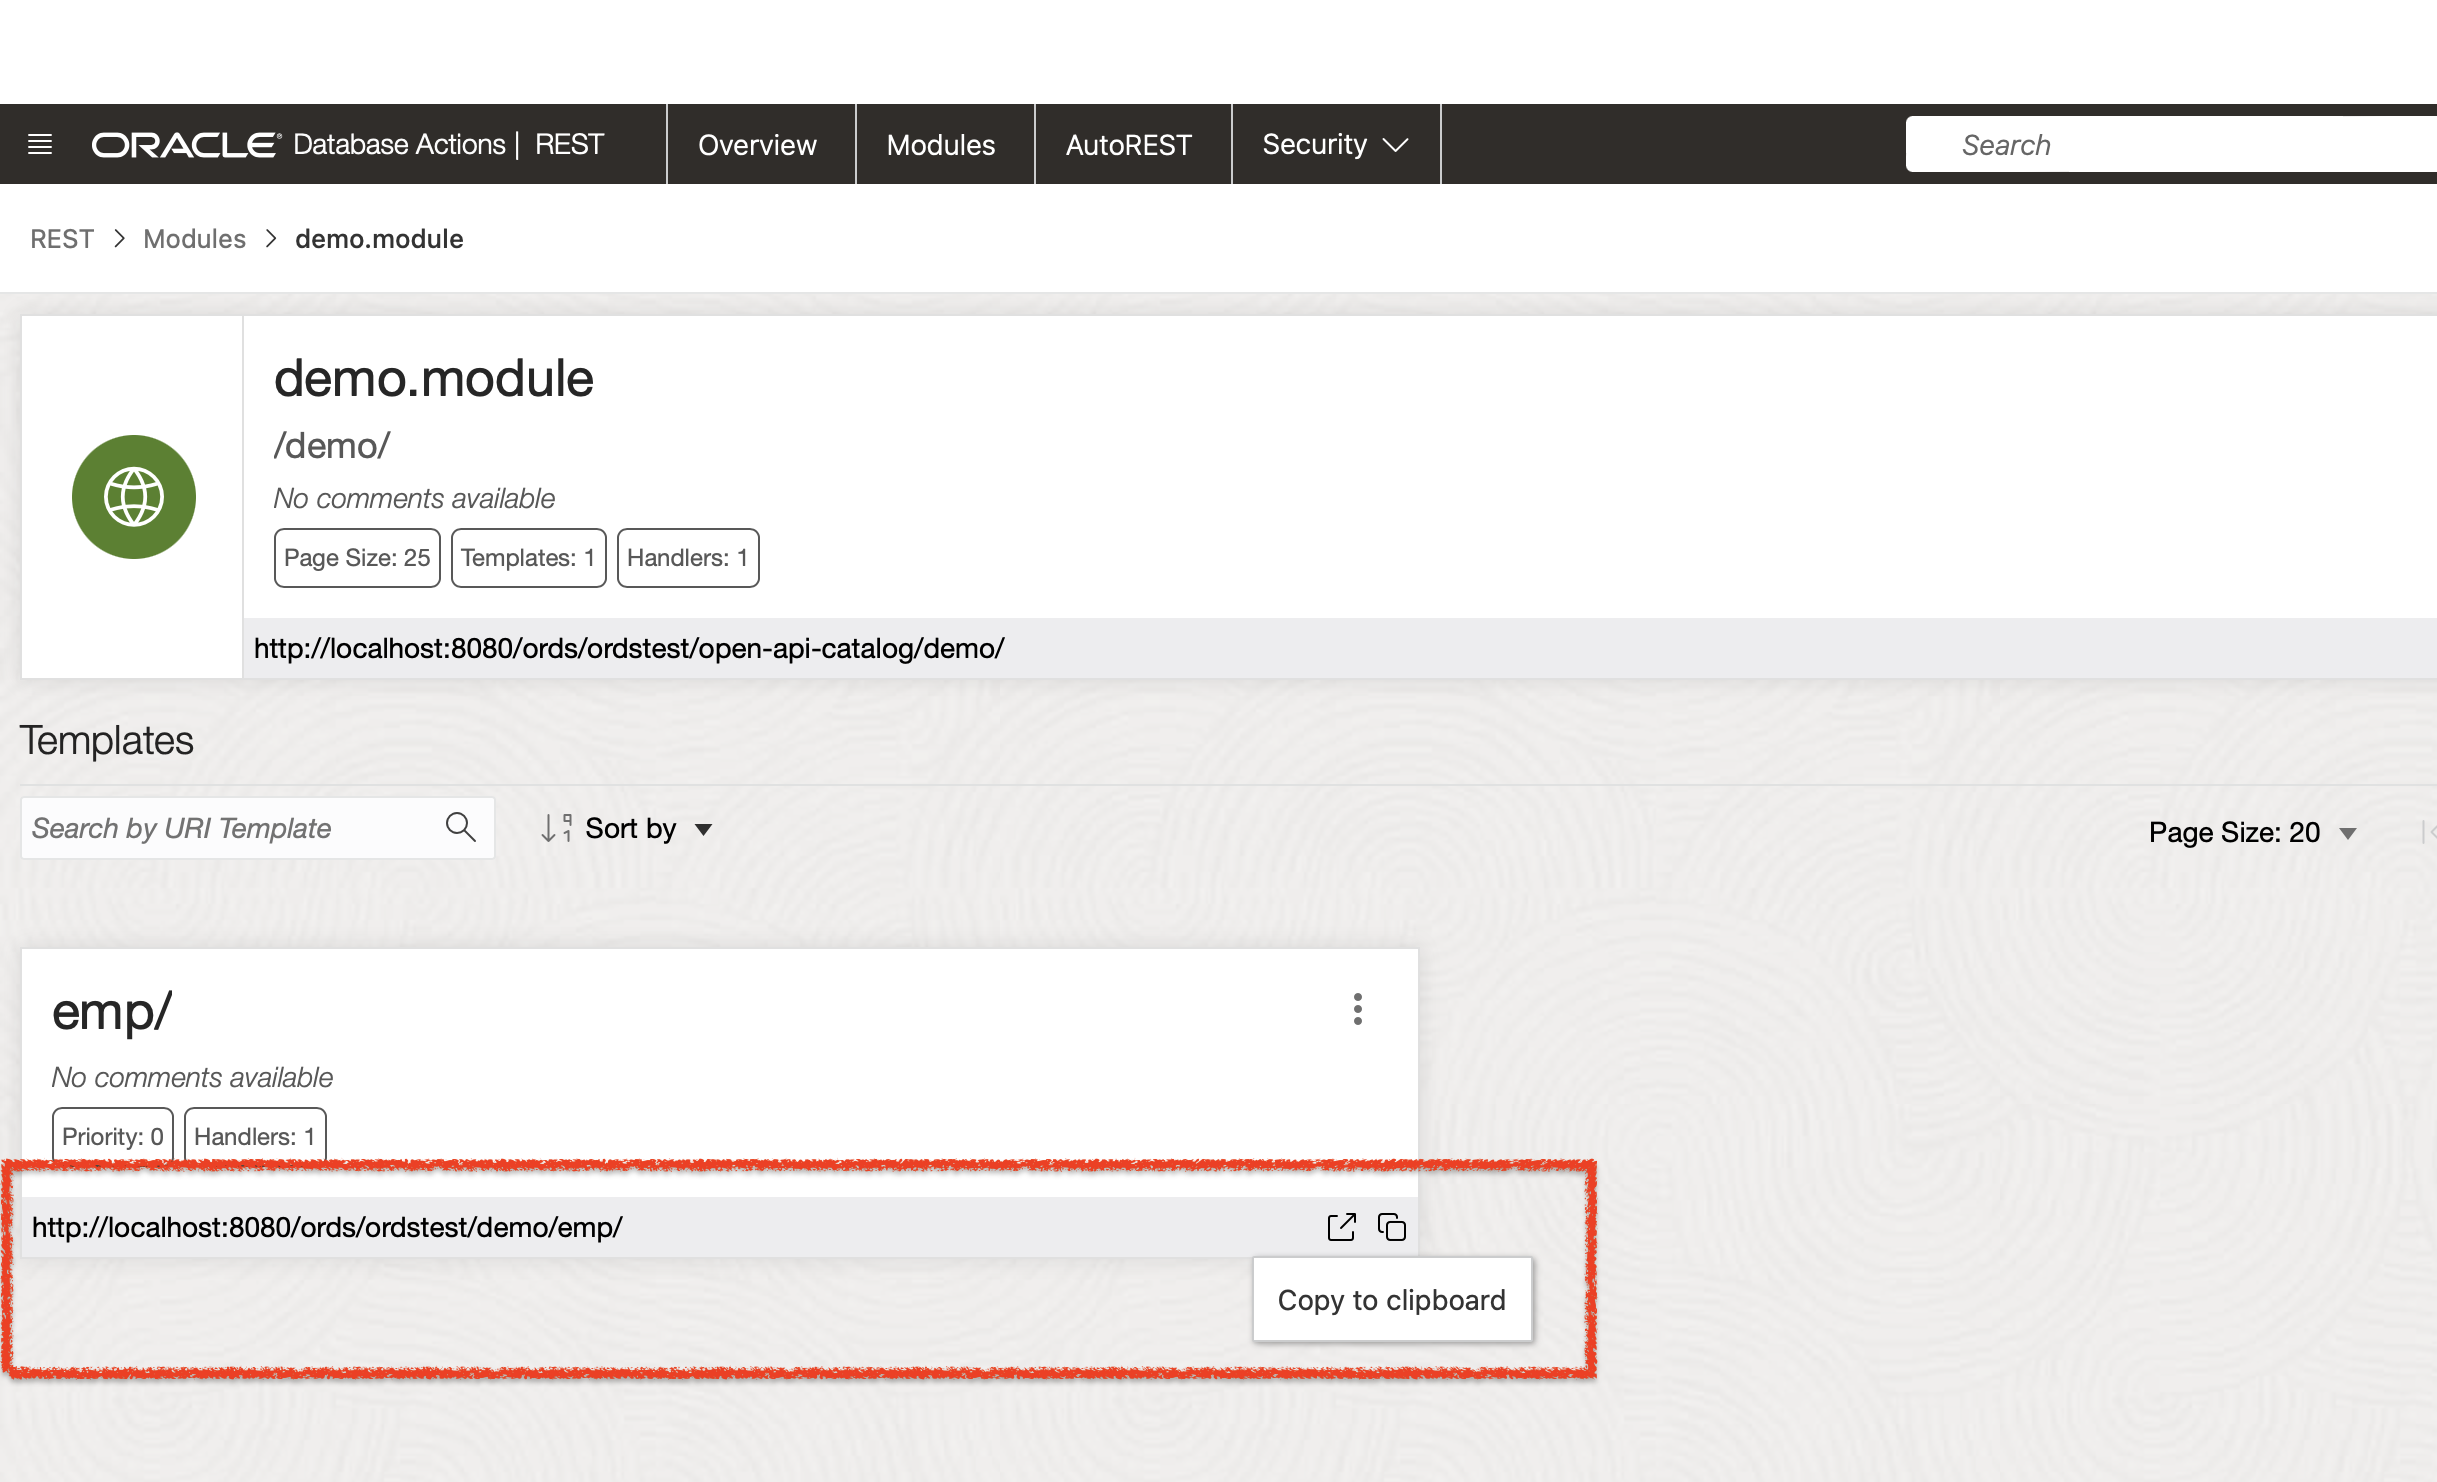 ORACLE Database Actions | REST
Overview
Modules
AutoREST
Security
Search
REST > Modules > demo.module
demo.module
/demo/
No comments available
Page Size: 25
Templates: 1
Handlers: 1
http://localhost:8080/ords/ordstest/open-api-catalog/demo/
Templates
Search by URI Template
Sort by
Page Size: 20
emp/
No comments available
Priority: 0
Handlers: 1
http://localhost:8080/ords/ordstest/demo/emp/
Copy to clipboard